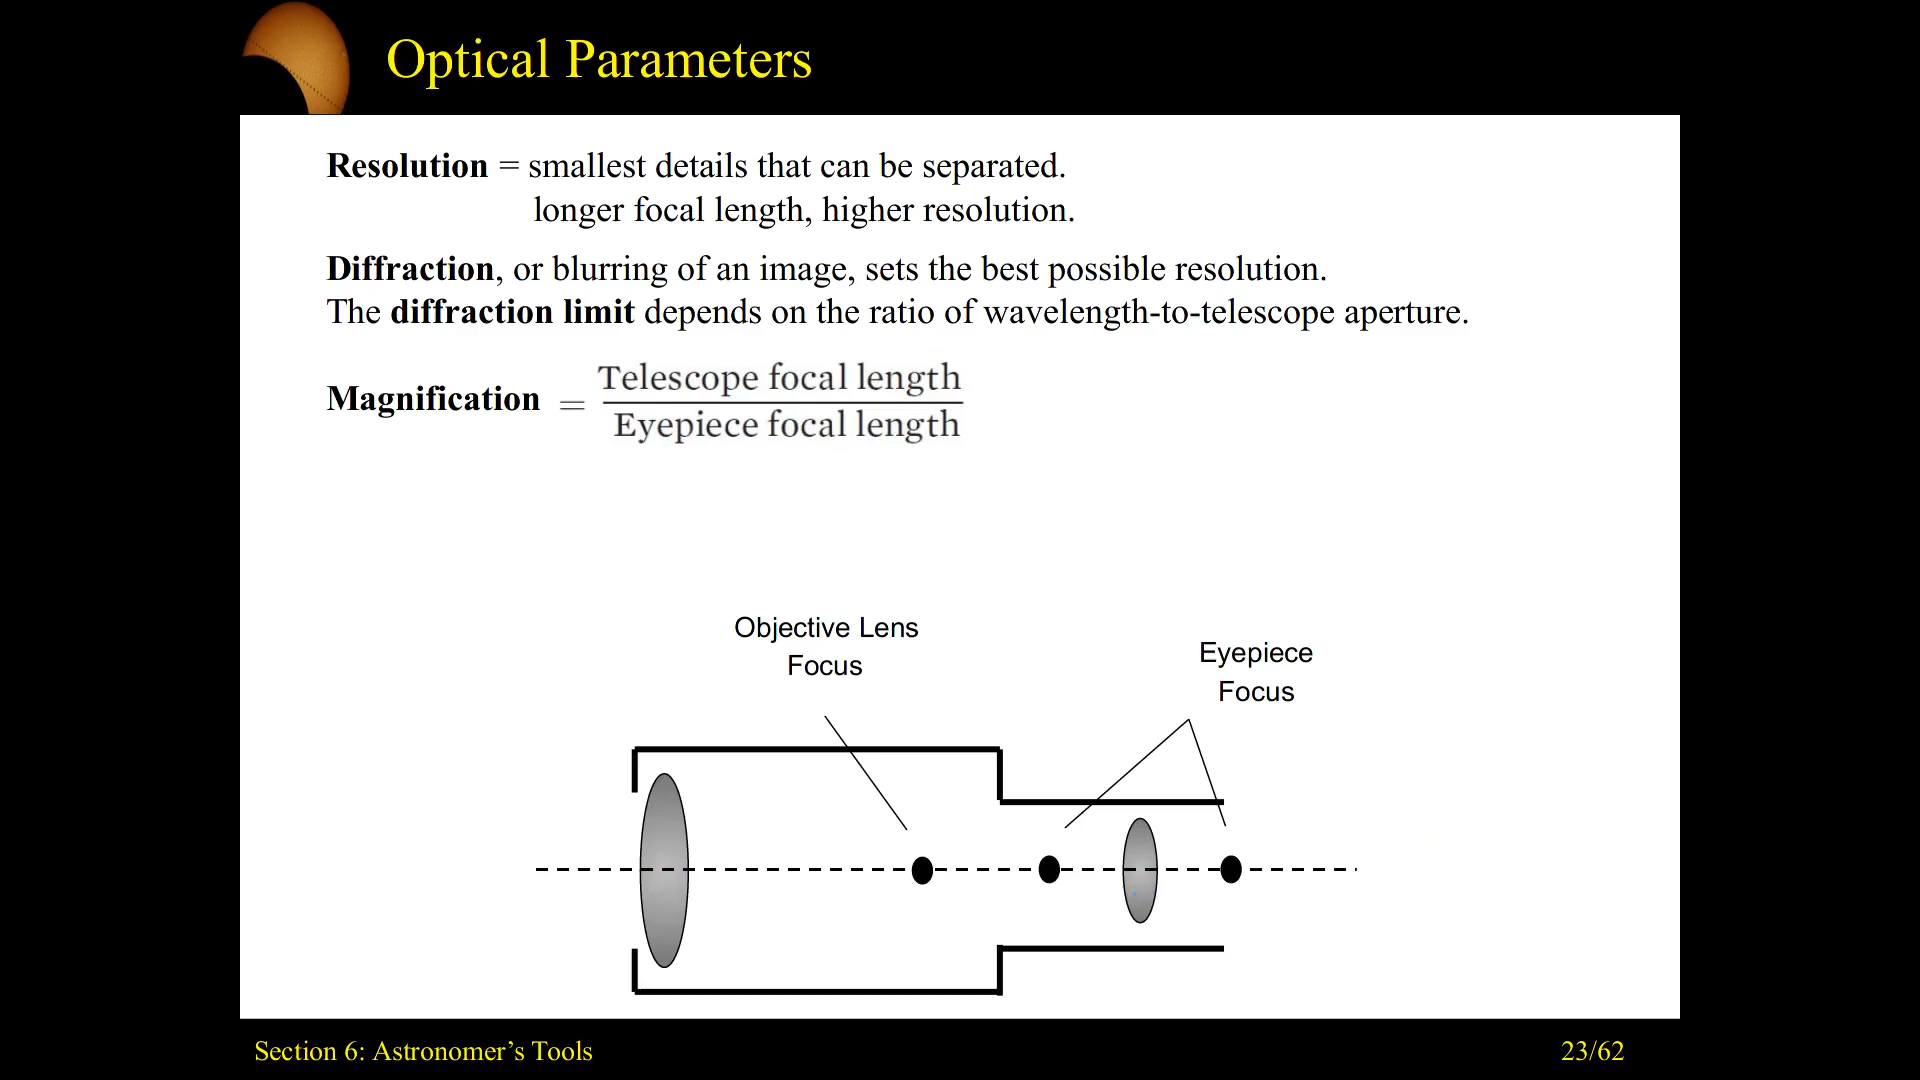 Optical Parameters
Resolution = smallest details that can be separated.
longer focal length, higher resolution.
Diffraction, or blurring of an image, sets the best possible resolution.
The diffraction limit depends on the ratio of wavelength-to-telescope aperture.
Magnification = Telescope focal length
Eyepiece focal length
Objective Lens
Focus
Eyepiece
Focus
Section 6: Astronomer’s Tools
23/62